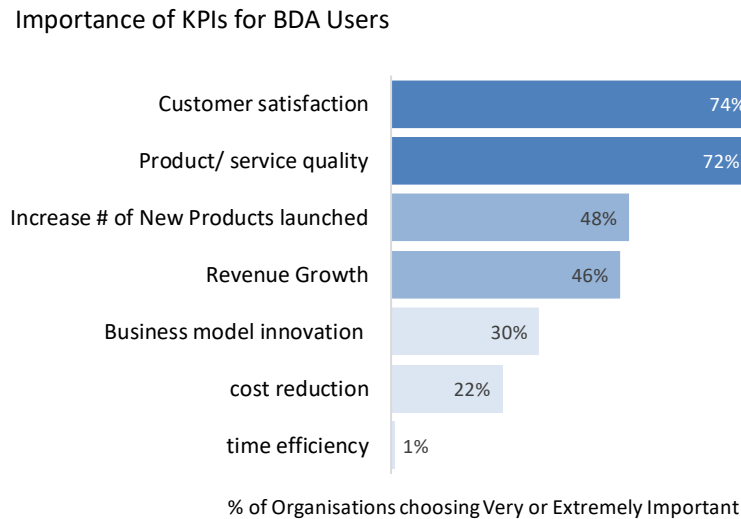 Importance of KPIs for BDA Users
Customer satisfaction 74%
Product/ service quality 72%
Increase # of New Products launched 48%
Revenue Growth 46%
Business model innovation 30%
cost reduction 22%
time efficiency 1%
% of Organisations choosing Very or Extremely Important